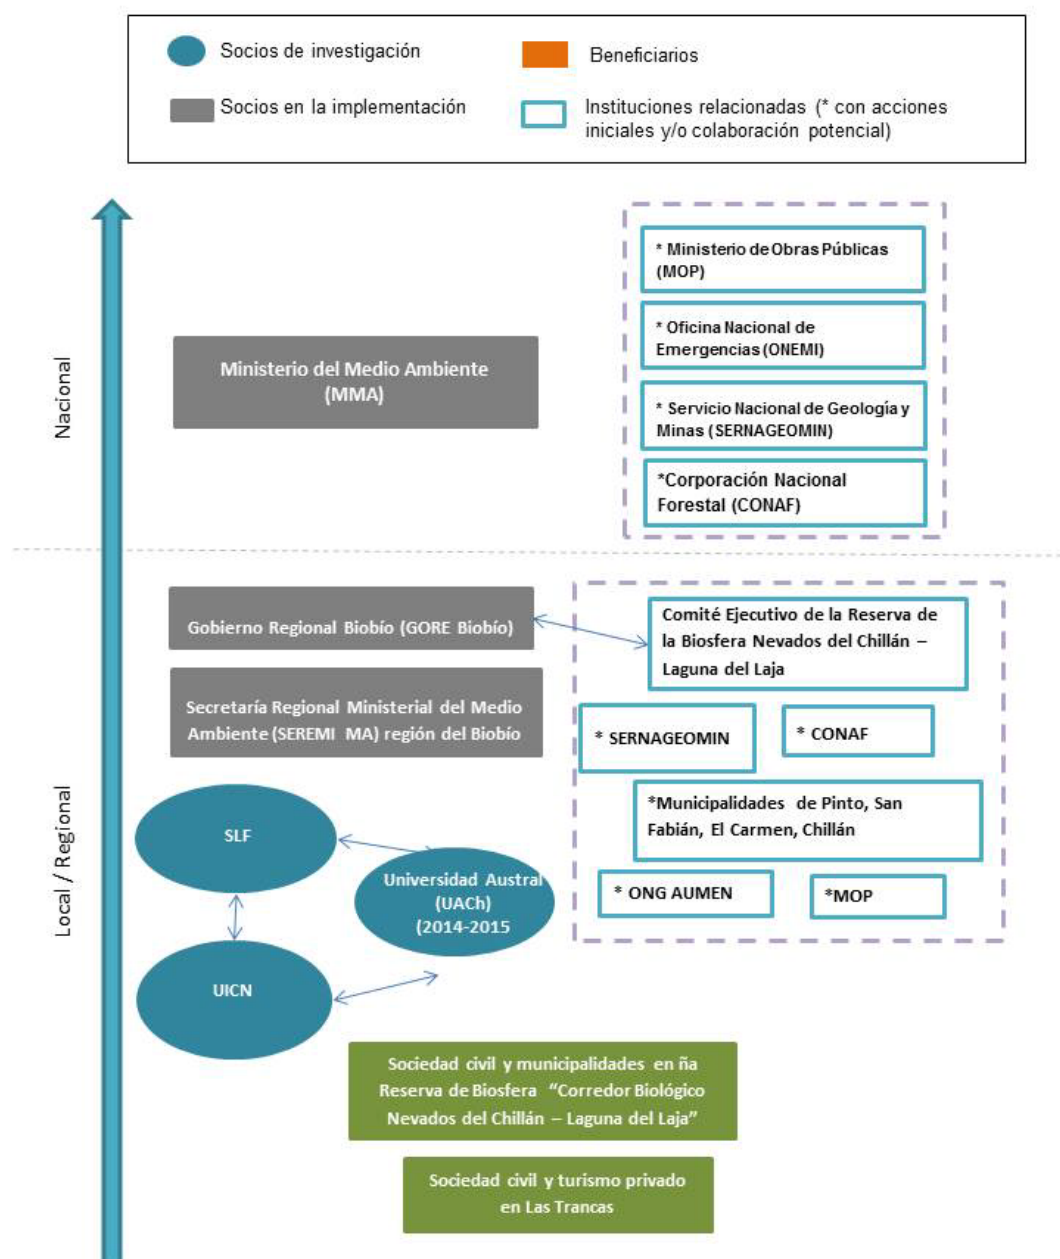 Socios de investigación
Beneficiarios
Socios en la implementación
Instituciones relacionadas (* con acciones
iniciales y/o colaboración potencial)
Nacional
Ministerio del Medio Ambiente
(MMA)
* Ministerio de Obras Públicas
(MOP)
* Oficina Nacional de
Emergencias (ONEMI)
* Servicio Nacional de Geología y
Minas (SERNAGEOMIN)
*Corporación Nacional
Forestal (CONAF)
Local / Regional
Gobierno Regional Biobío (GORE Biobío)
Secretaría Regional Ministerial del Medio
Ambiente (SEREMI MA) región del Biobío
Comité Ejecutivo de la Reserva de
la Biosfera Nevados del Chillán –
Laguna del Laja
* SERNAGEOMIN
* CONAF
*Municipalidades de Pinto, San
Fabián, El Carmen, Chillán
* ONG AUMEN
*MOP
SLF
Universidad Austral
(UACh)
(2014-2015
UICN
Sociedad civil y municipalidades en ña
Reserva de Biosfera “Corredor Biológico
Nevados del Chillán – Laguna del Laja”
Sociedad civil y turismo privado
en Las Trancas